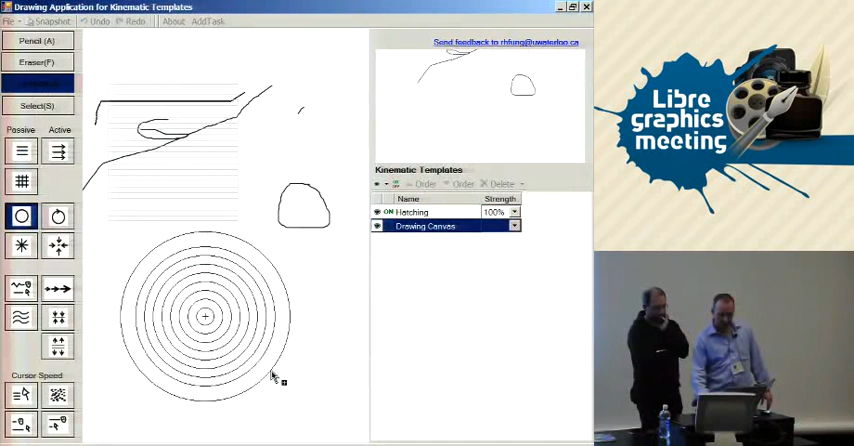 Drawing Application for Kinematic Templates
File Snapshot Undo Redo About AddTask
Pencil (A)
Eraser(F)
Select(S)
Passive Active
Cursor Speed
Send feedback to rhfung@uwaterloo.ca
Kinematic Templates
Order Order Delete
Name Strength
ON Hatching 100%
Drawing Canvas
Libre
graphics
meeting